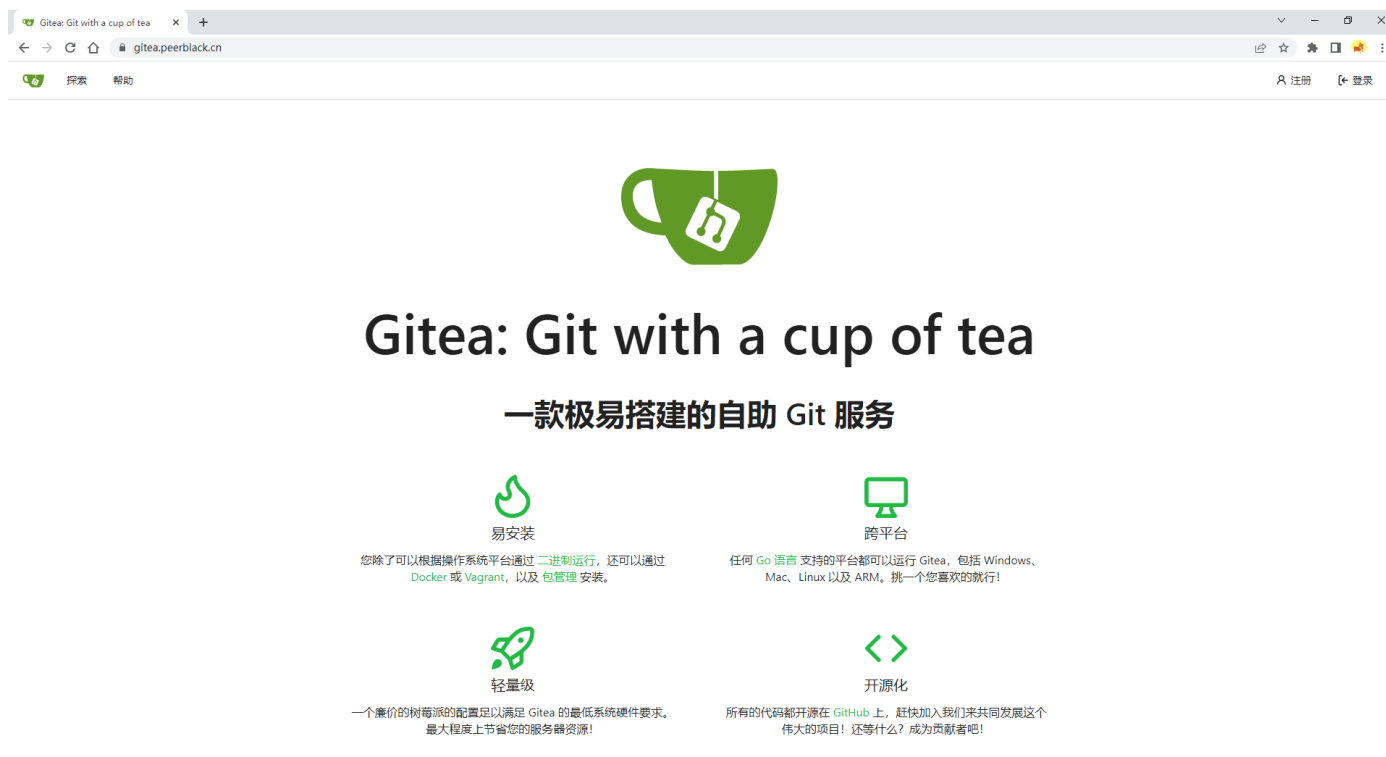 Gitea: Git with a cup of tea
gitea.peerblack.cn
探索 帮助 注册 登录
Gitea: Git with a cup of tea
一款极易搭建的自助 Git 服务
易安装
您除了可以根据操作系统平台通过 二进制运行，还可以通过
Docker 或 Vagrant，以及 包管理 安装。
跨平台
任何 Go 语言 支持的平台都可以运行 Gitea，包括 Windows、
Mac、Linux 以及 ARM。挑一个您喜欢的就行！
轻量级
一个廉价的树莓派的配置足以满足 Gitea 的最低系统硬件要求。
最大程度上节省您的服务器资源！
开源化
所有的代码都开源在 GitHub 上，赶快加入我们来共同发展这个
伟大的项目！还等什么？成为贡献者吧！